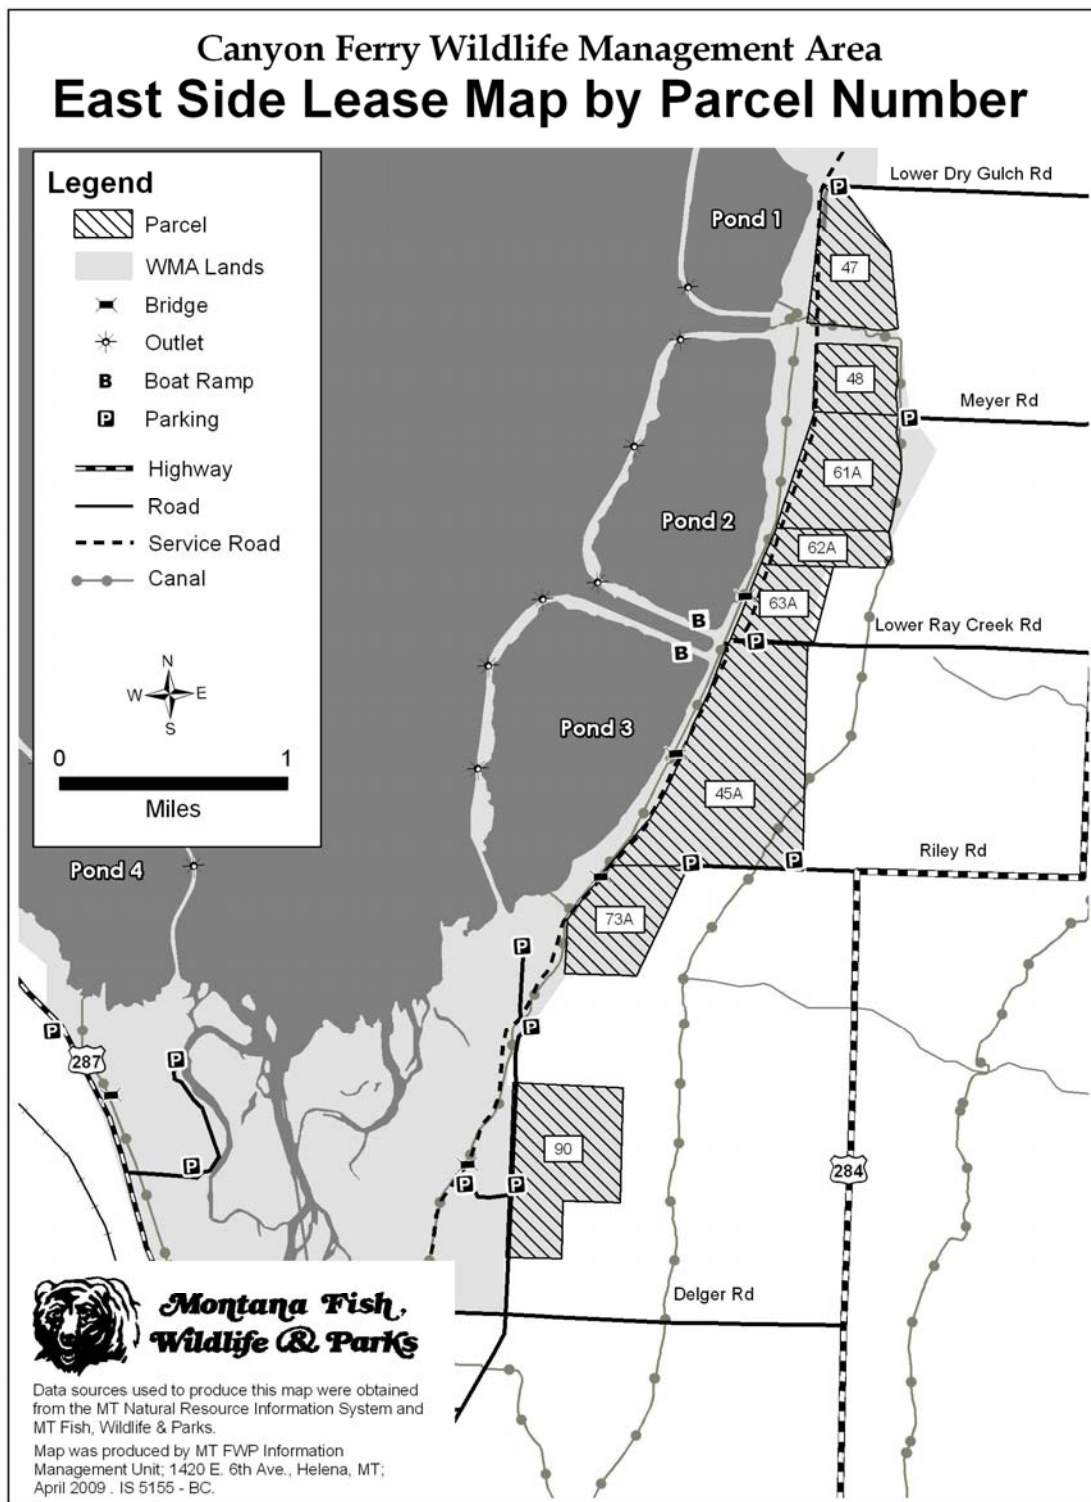 Canyon Ferry Wildlife Management Area
East Side Lease Map by Parcel Number
Legend
Parcel
WMA Lands
Bridge
Outlet
B Boat Ramp
P Parking
Highway
Road
Service Road
Canal
N
W E
S
0 1
Miles
Pond 1
P
Lower Dry Gulch Rd
47
48
Meyer Rd
P
61A
Pond 2
62A
63A
B
Lower Ray Creek Rd
P
B
Pond 3
45A
Riley Rd
P
P
Pond 4
73A
P
P
P
287
P
90
P
P
P
284
Delger Rd
Montana Fish,
Wildlife & Parks
Data sources used to produce this map were obtained
from the MT Natural Resource Information System and
MT Fish, Wildlife & Parks.
Map was produced by MT FWP Information
Management Unit; 1420 E. 6th Ave., Helena, MT;
April 2009 . IS 5155 - BC.